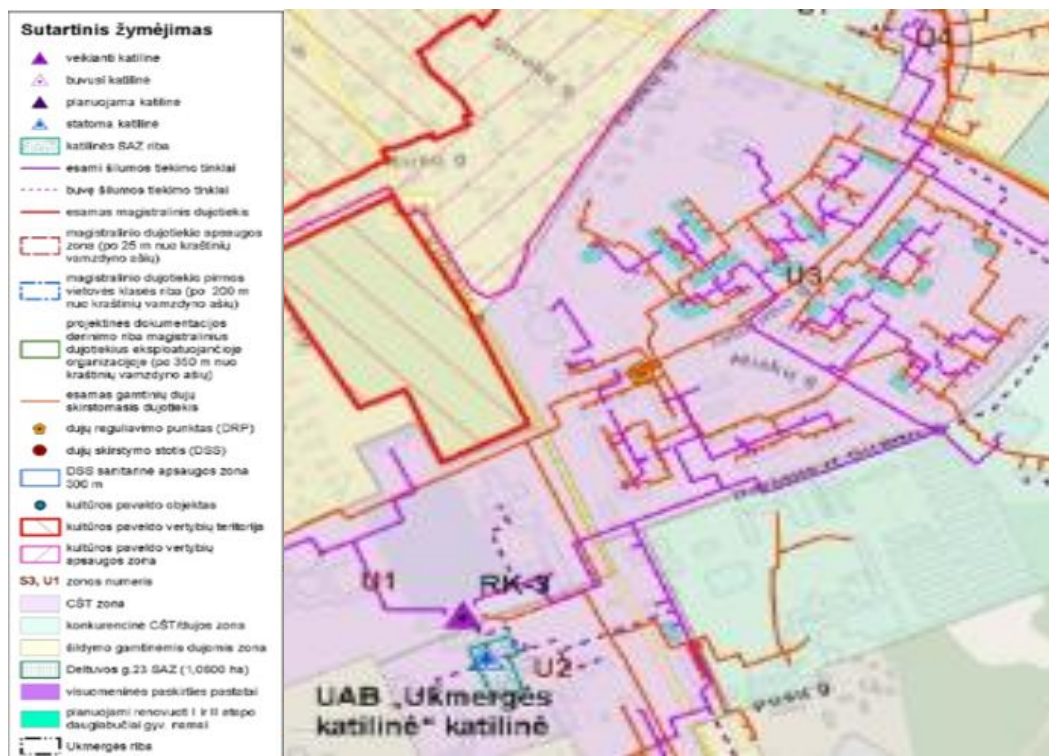 Sutartinis žymėjimas
veikianti katilinė
buvusi katilinė
planuojama katilinė
statoma katilinė
katilinės SAZ riba
esami šilumos tiekimo tinklai
buvę šilumos tiekimo tinklai
esamas magistralinis dujotiekis
magistralinio dujotiekio apsaugos
zona (po 25 m nuo kraštinių
vamzdyno ašių)
magistralinio dujotiekio pirmos
vietovės klasės riba (po 200 m
nuo kraštinių vamzdyno ašių)
projektinės dokumentacijos
derinimo riba magistralinius
dujotiekius eksploatuojančioje
organizacijoje (po 350 m nuo
kraštinių vamzdyno ašių)
esamas gamtinių dujų
skirstomasis dujotiekis
dujų reguliavimo punktas (DRP)
dujų skirstymo stotis (DSS)
DSS sanitarinė apsaugos zona
300 m
kultūros paveldo objektas
kultūros paveldo vertybių teritorija
kultūros paveldo vertybių
apsaugos zona
S3, U1 zonos numeris
CŠT zona
konkurencinė CŠT/dujos zona
šildymo gamtinėmis dujomis zona
Deltuvos g.23 SAZ (1,0600 ha)
visuomeninės paskirties pastatai
planuojami renovuoti I ir II etapo
daugiabučiai gyv. namai
Ukmergės riba
U4
U3
U1
RK-3
U2
Pušų g
UAB „Ukmergės
katilinė“ katilinė